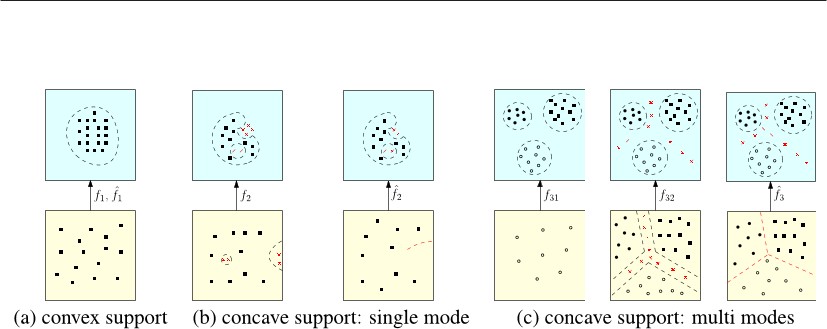 f₁, f̂₁ f₂ f̂₂ f₃₁ f₃₂ f̂₃
(a) convex support (b) concave support: single mode (c) concave support: multi modes